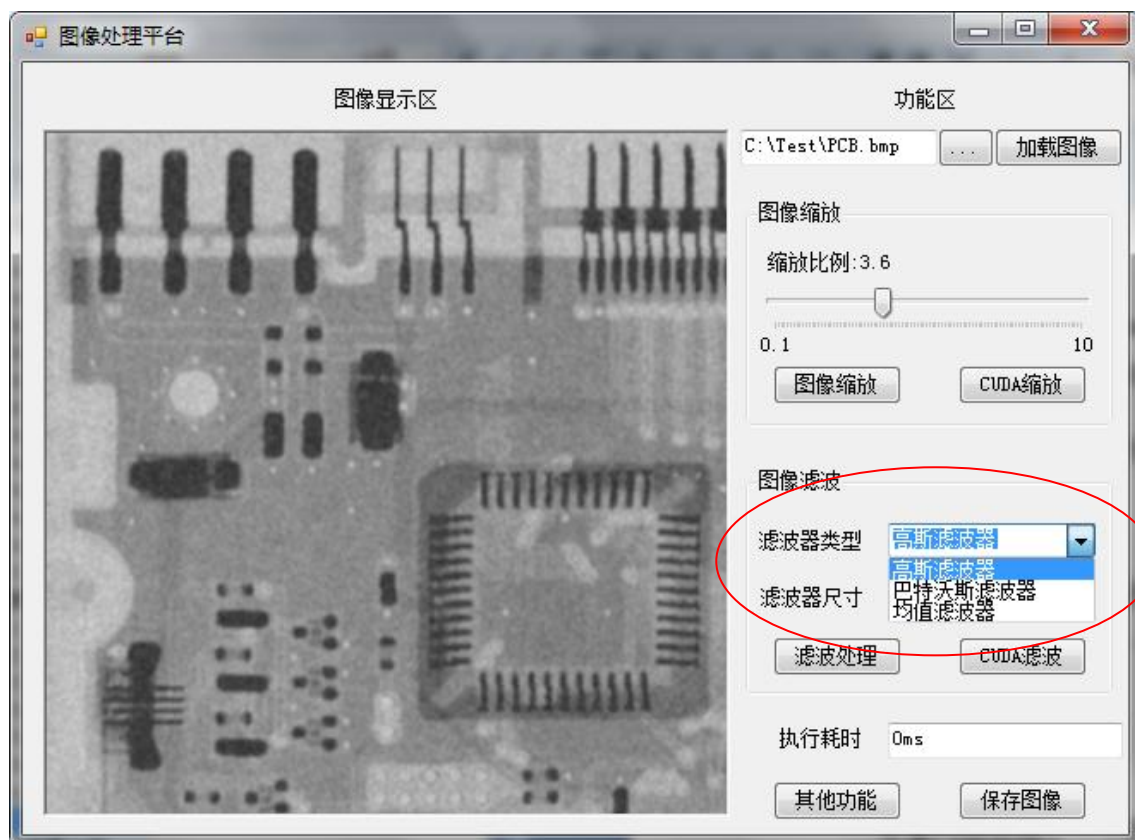 图像处理平台
图像显示区
功能区
C:\Test\PCB.bmp
...
加载图像
图像缩放
缩放比例:3.6
0.1
10
图像缩放
CUDA缩放
图像滤波
滤波器类型
高斯滤波器
高斯滤波器
巴特沃斯滤波器
均值滤波器
滤波器尺寸
滤波处理
CUDA滤波
执行耗时
0ms
其他功能
保存图像